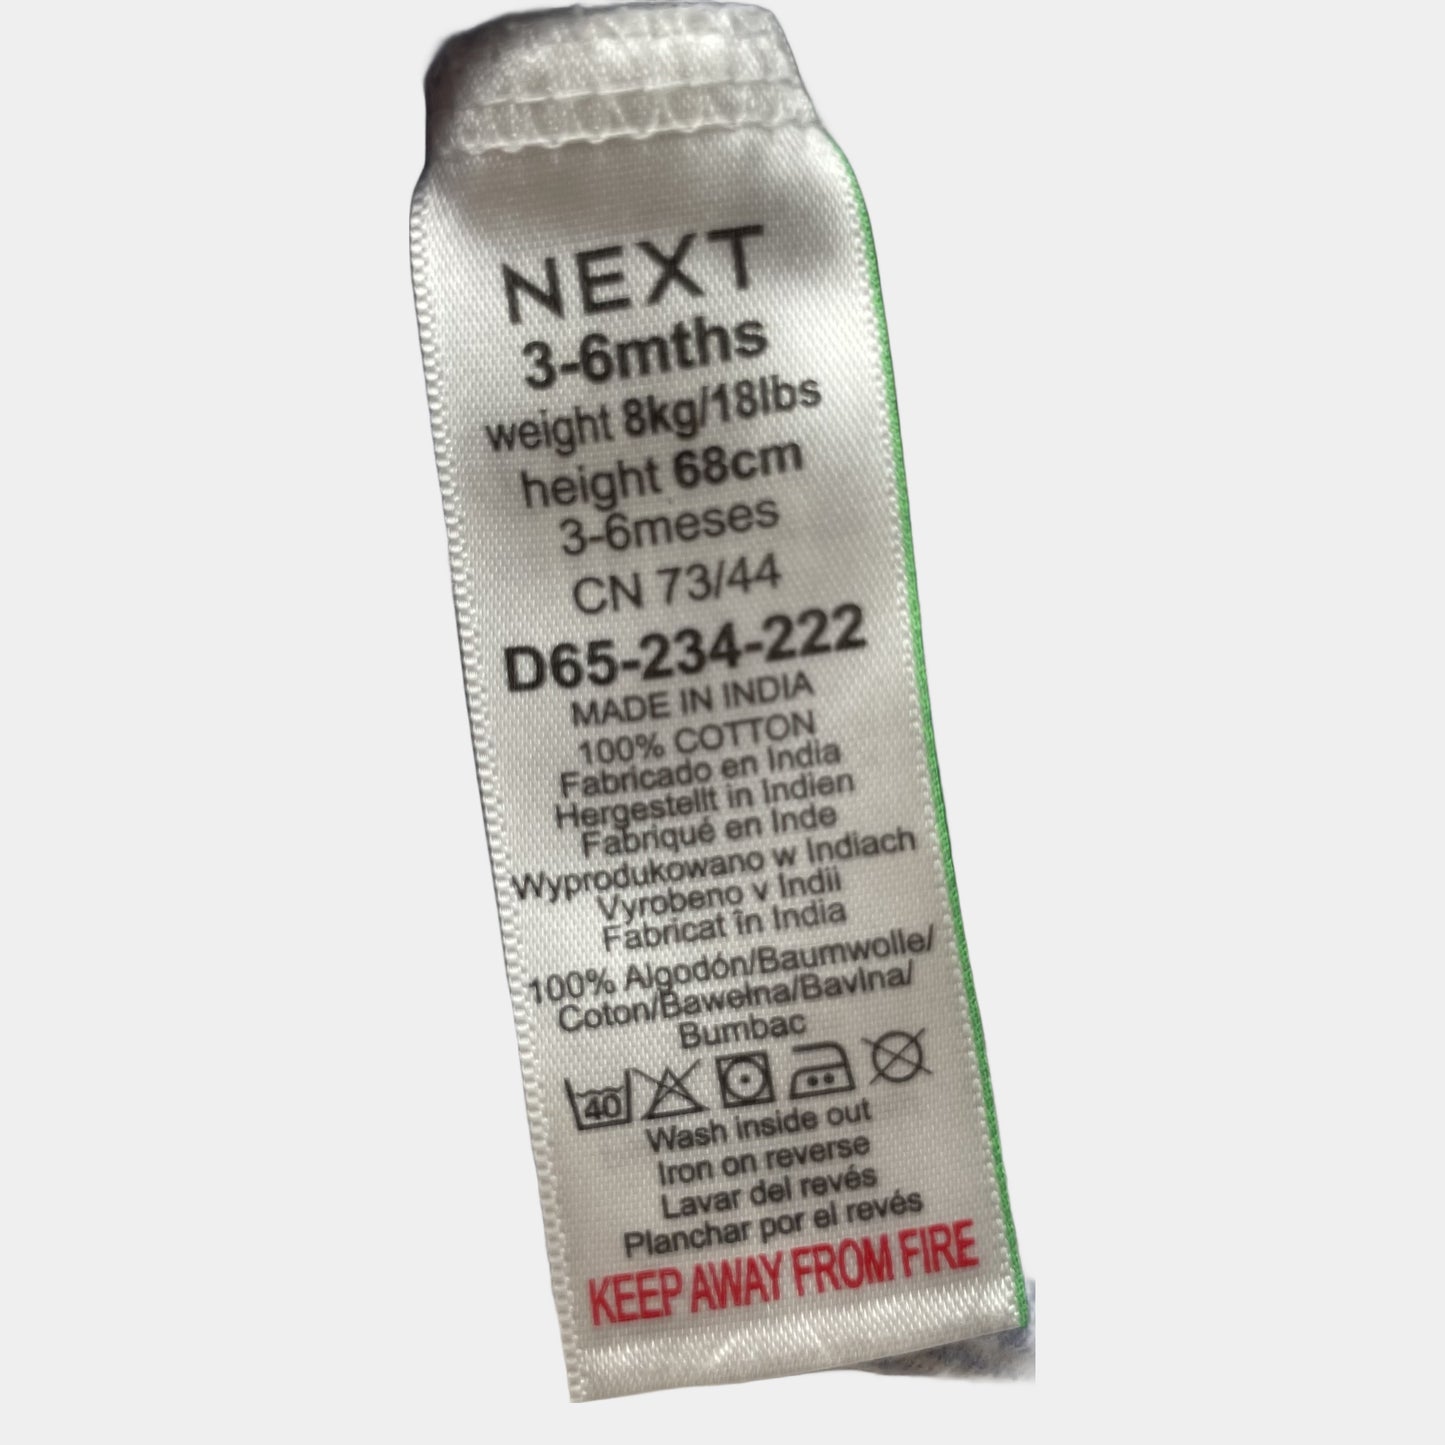 NEXT
3-6mths
weight 8kg/18lbs
height 68cm
3-6meses
CN 73/44
D65-234-222
MADE IN INDIA
100% COTTON
Fabricado en India
Hergestellt in Indien
Fabriqué en Inde
Wyprodukowano w Indiach
Vyrobeno v Indii
Fabricat în India
100% Algodón/Baumwolle/
Coton/Bawełna/Bavlna/
Bumbac
40
Wash inside out
Iron on reverse
Lavar del revés
Planchar por el revés
KEEP AWAY FROM FIRE